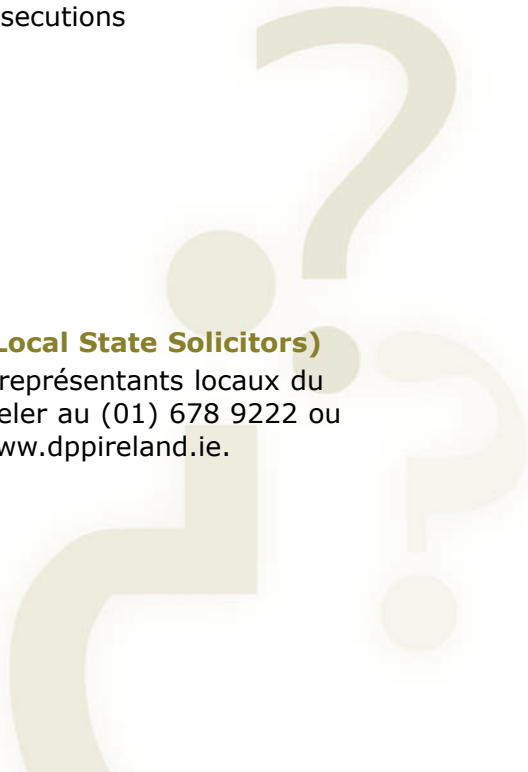 secutions
Local State Solicitors)
représentants locaux du
eler au (01) 678 9222 ou
ww.dppireland.ie.